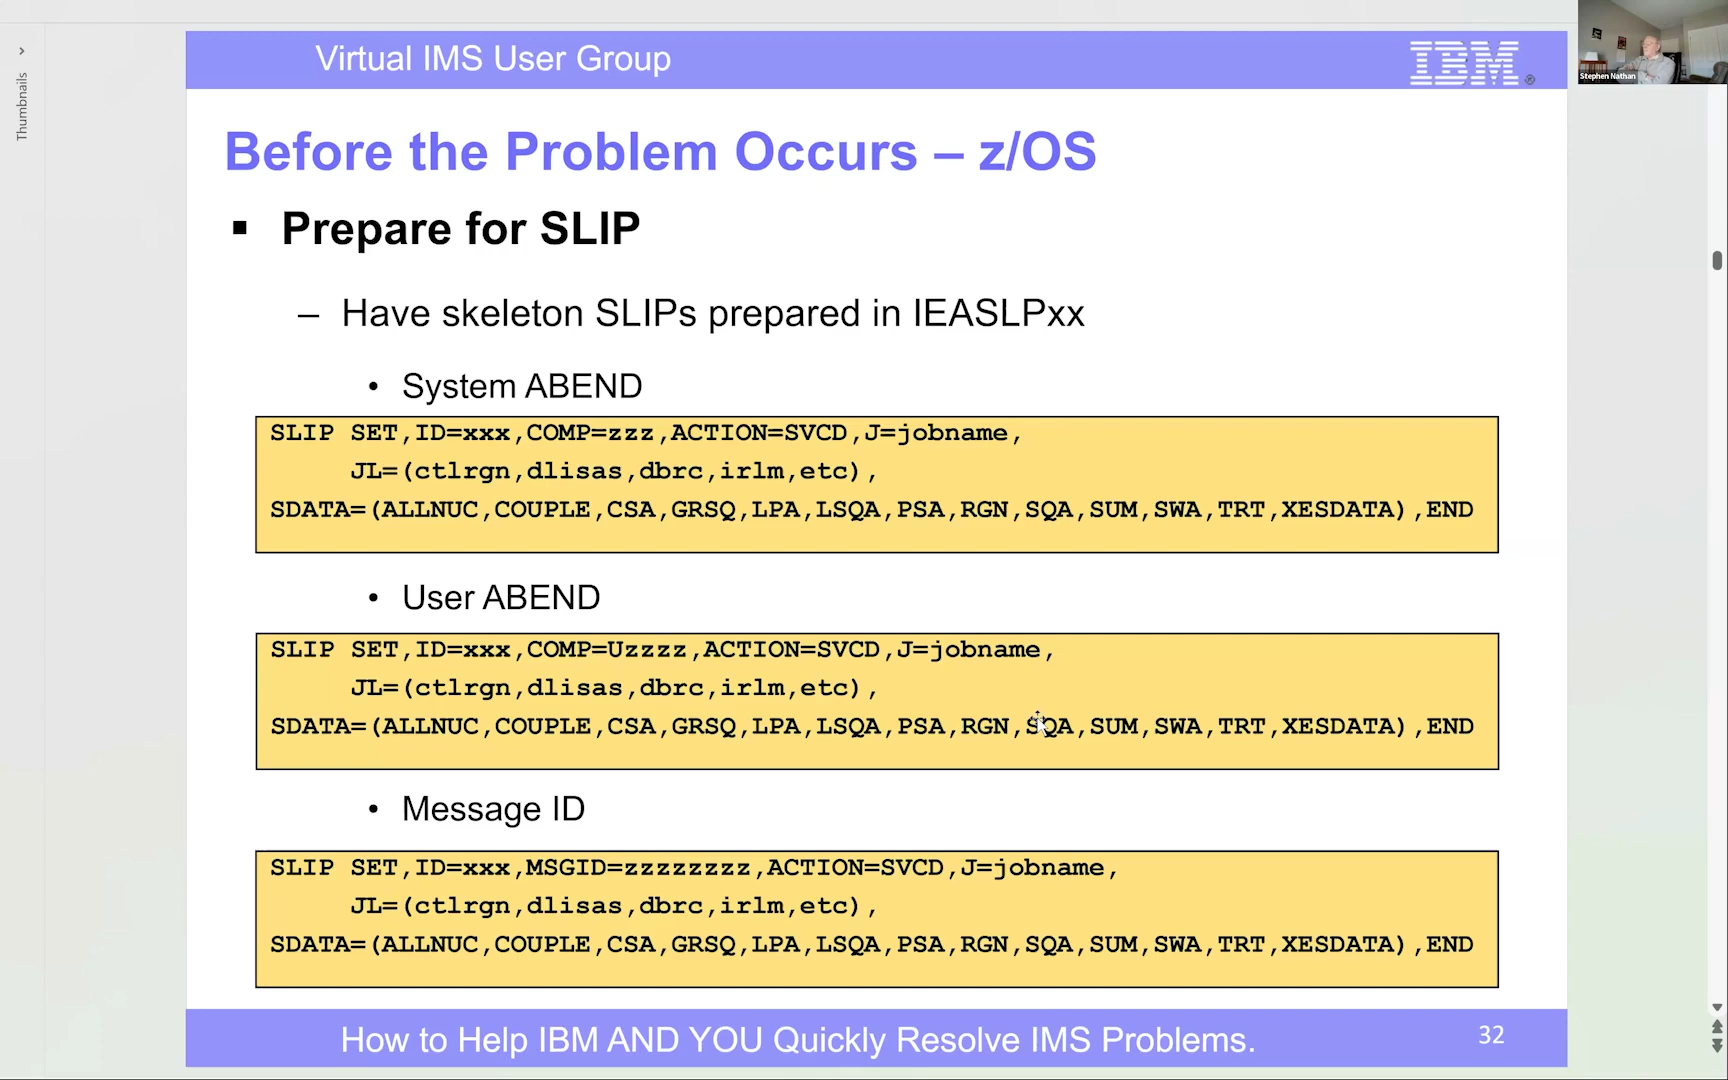 Thumbnails
Virtual IMS User Group
IBM®
Stephen Nathan
Before the Problem Occurs – z/OS
▪ Prepare for SLIP
– Have skeleton SLIPs prepared in IEASLPxx
• System ABEND
SLIP SET,ID=xxx,COMP=zzz,ACTION=SVCD,J=jobname,
JL=(ctlrgn,dlisas,dbrc,irlm,etc),
SDATA=(ALLNUC,COUPLE,CSA,GRSQ,LPA,LSQA,PSA,RGN,SQA,SUM,SWA,TRT,XESDATA),END
• User ABEND
SLIP SET,ID=xxx,COMP=Uzzzz,ACTION=SVCD,J=jobname,
JL=(ctlrgn,dlisas,dbrc,irlm,etc),
SDATA=(ALLNUC,COUPLE,CSA,GRSQ,LPA,LSQA,PSA,RGN,SQA,SUM,SWA,TRT,XESDATA),END
• Message ID
SLIP SET,ID=xxx,MSGID=zzzzzzzz,ACTION=SVCD,J=jobname,
JL=(ctlrgn,dlisas,dbrc,irlm,etc),
SDATA=(ALLNUC,COUPLE,CSA,GRSQ,LPA,LSQA,PSA,RGN,SQA,SUM,SWA,TRT,XESDATA),END
How to Help IBM AND YOU Quickly Resolve IMS Problems.
32